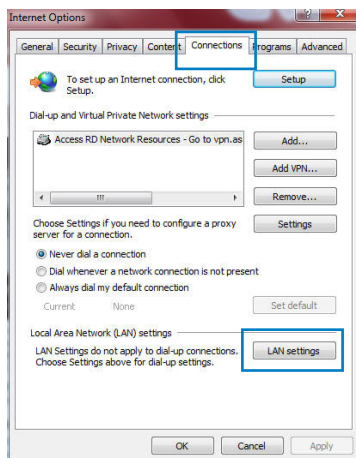 Internet Options
General Security Privacy Content Connections Programs Advanced
To set up an Internet connection, click Setup.
Setup
Dial-up and Virtual Private Network settings
Access RD Network Resources - Go to vpn.as
Add...
Add VPN...
Remove...
Choose Settings if you need to configure a proxy
server for a connection.
Settings
Never dial a connection
Dial whenever a network connection is not present
Always dial my default connection
Current None
Set default
Local Area Network (LAN) settings
LAN Settings do not apply to dial-up connections.
Choose Settings above for dial-up settings.
LAN settings
OK Cancel Apply